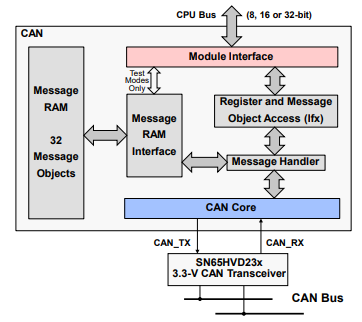 CPU Bus (8, 16 or 32-bit)
CAN
Module Interface
Test
Modes
Only
Message
RAM
32
Message
Objects
Message
RAM
Interface
Register and Message
Object Access (Ifx)
Message Handler
CAN Core
CAN_TX
CAN_RX
SN65HVD23x
3.3-V CAN Transceiver
CAN Bus